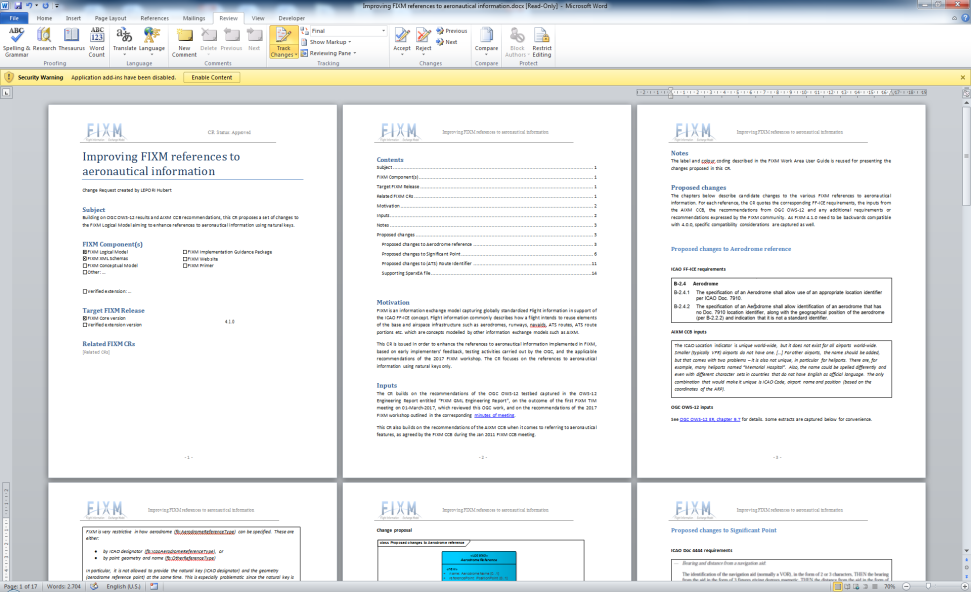 Improving FIXM references to aeronautical information.docx [Read-Only] - Microsoft Word
File Home Insert Page Layout References Mailings Review View Developer
ABC
Spelling & Grammar Research Thesaurus
ABC 123
Word Count
Translate Language
New Comment Delete Previous Next
Track Changes
Final
Show Markup
Reviewing Pane
Accept Reject Previous
Next
Compare
Block Authors Restrict Editing
Proofing Language Comments Tracking Changes Compare Protect
Security Warning Application add-ins have been disabled. Enable Content
FIXM
CR Status: Approval
Improving FIXM references to
aeronautical information
Change Request created by LEPORI Hubert
Subject
Building on OGC OWS-12 results and AIXM CCB recommendations, this CR proposes a set of changes to
the FIXM Logical Model aiming to enhance references to aeronautical information using natural keys.
FIXM Component(s)
FIXM Logical Model FIXM Implementation Guidance Package
FIXM XML Schemas FIXM Web site
FIXM Conceptual Model FIXM Primer
Other: ...
verified extension: ...
Target FIXM Release
FIXM Core version 4.1.0
verified extension version
Related FIXM CRs
[Related CRs]
- 1 -
FIXM
Improving FIXM references to aeronautical information
Contents
Subject 1
FIXM Component(s) 1
Target FIXM Release 1
Related FIXM CRs 1
Motivation 2
Inputs 2
Notes 3
Proposed changes 3
Proposed changes to Aerodrome reference 3
Proposed changes to Significant Point 6
Proposed changes to (ATS) Route Identifier 11
Supporting SparxEA file 14
Motivation
FIXM is an information exchange model capturing globally standardized Flight information in support of
the ICAO FF-ICE concept. Flight information commonly describes how a flight intends to reuse elements
of the base and airspace infrastructure such as aerodromes, runways, navaids, ATS routes, ATS route
portions etc. which are concepts modelled by other information exchange models such as AIXM.
This CR is issued in order to enhance the references to aeronautical information implemented in FIXM,
based on early implementers' feedback, testing activities carried out by the OGC, and the applicable
recommendations of the 2017 FIXM workshop. The CR focuses on references to aeronautical
information using natural keys only.
Inputs
The CR builds on the recommendations of the OGC OWS-12 testbed captured in the OWS-12
Engineering Report entitled "FIXM GML Engineering Report", on the outcome of the first FIXM TIM
meeting on 01-March-2017, which reviewed this OGC work, and on the recommendations of the 2017
FIXM workshop outlined in the corresponding minutes of meeting.
This CR also builds on the recommendations of the AIXM CCB when it comes to referring to aeronautical
features, as agreed by the FIXM CCB during the Jan 2011 FIXM CCB meeting.
- 2 -
FIXM
Improving FIXM references to aeronautical information
Notes
The label and colour coding described in the FIXM Work Area User Guide is reused for presenting the
changes proposed in this CR.
Proposed changes
The chapters below describe candidate changes to the various FIXM references to aeronautical
information. For each reference, the CR quotes the corresponding FF-ICE requirements, the inputs from
the AIXM CCB, the recommendations from OGC OWS-12 and any additional requirements or
recommendations expressed by the FIXM community. As FIXM 4.1.0 need to be backwards compatible
with 4.0.0, specific compatibility considerations are captured as well.
Proposed changes to Aerodrome reference
ICAO FF-ICE requirements
B-2.4 Aerodrome
B-2.4.1 The specification of an Aerodrome shall allow use of an appropriate location identifier
per ICAO Doc. 7910.
B-2.4.2 The specification of an Aerodrome shall allow identification of an aerodrome that has
no Doc. 7910 location identifier, along with the geographical position of the aerodrome
(per B-2.2.2) and indication that it is not a standard identifier.
AIXM CCB inputs
The ICAO Location Indicator is unique world-wide, but it does not exist for all airports world-wide.
Smaller (typically VFR) airports do not have one. [...] For other airports, the name should be added,
but that comes with two problems – it is also not unique, in particular for heliports. There are, for
example, many heliports named "Memorial Hospital". Also, the name could be spelled differently and
even with different character sets in countries that do not have English as official language. The only
combination that would make it unique is ICAO Code, airport name and position (based on the
coordinates of the ARP).
OGC OWS-12 inputs
See OGC OWS-12 ER, chapter 9.7 for details. Some extracts are captured below for convenience.
- 3 -
FIXM
Improving FIXM references to aeronautical information
FIXM is very restrictive in how aerodrome (fb:AerodromeReferenceType) can be specified. These are
either:
by ICAO designator (fb:IcaoAerodromeReferenceType), or
by point geometry and name (fb:OtherReferenceType)
In particular, it is not allowed to provide the natural key (ICAO designator) and the geometry
(aerodrome reference point) at the same time. This is especially problematic since the natural key is
FIXM
Improving FIXM references to aeronautical information
Change proposal
class Proposed changes to Aerodrome reference
FIXM
Improving FIXM references to aeronautical information
Proposed changes to Significant Point
ICAO Doc 4444 requirements
Bearing and distance from a navigation aid
The identification of the navigation aid (normally a VOR), in the form of 2 or 3 characters. THEN the bearing
Page: 1 of 17 Words: 2.704 English (U.S.) 70%